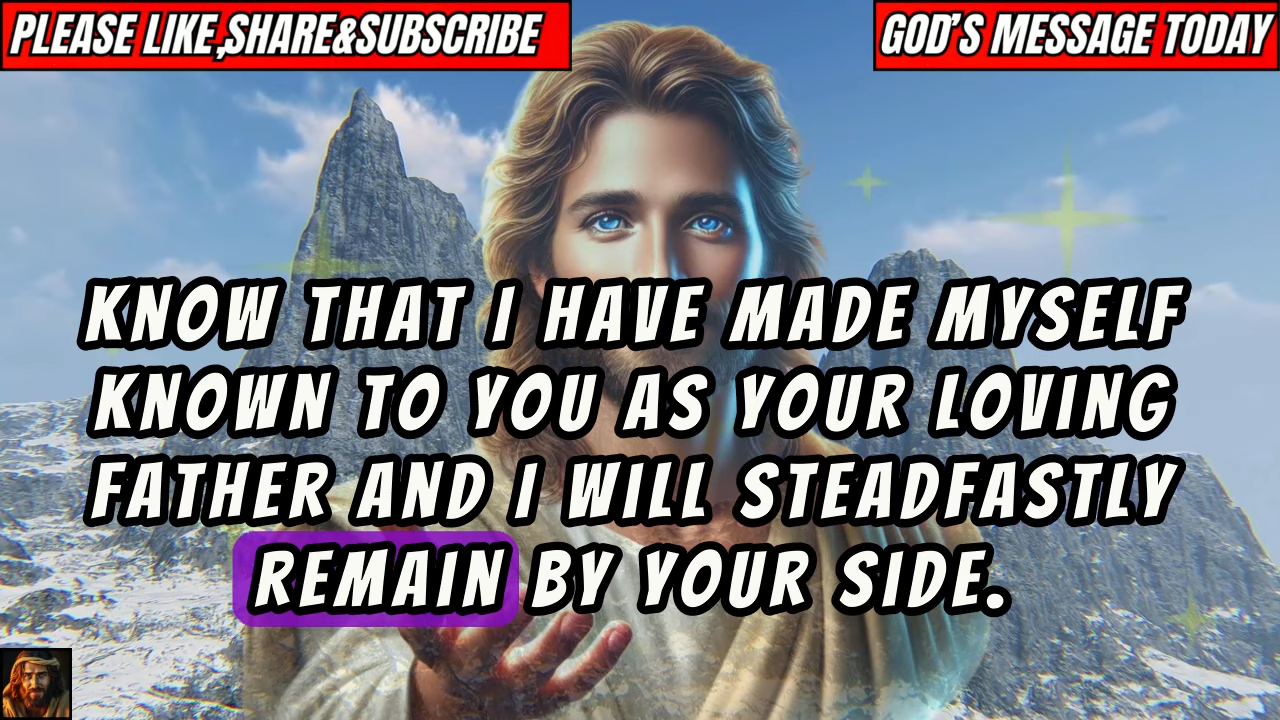 PLEASE LIKE,SHARE&SUBSCRIBE
GOD'S MESSAGE TODAY
KNOW THAT I HAVE MADE MYSELF
KNOWN TO YOU AS YOUR LOVING
FATHER AND I WILL STEADFASTLY
REMAIN BY YOUR SIDE.